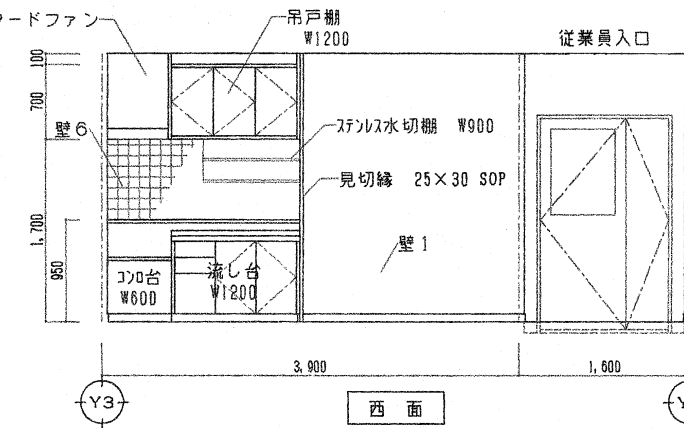 ードファン
吊戸棚
W1200
従業員入口
100
700
壁6
ステンレス水切棚 W900
見切縁 25×30 SOP
1,700
950
壁1
コンロ台
W600
流し台
W1200
3,900
1,600
Y3
西面
Y